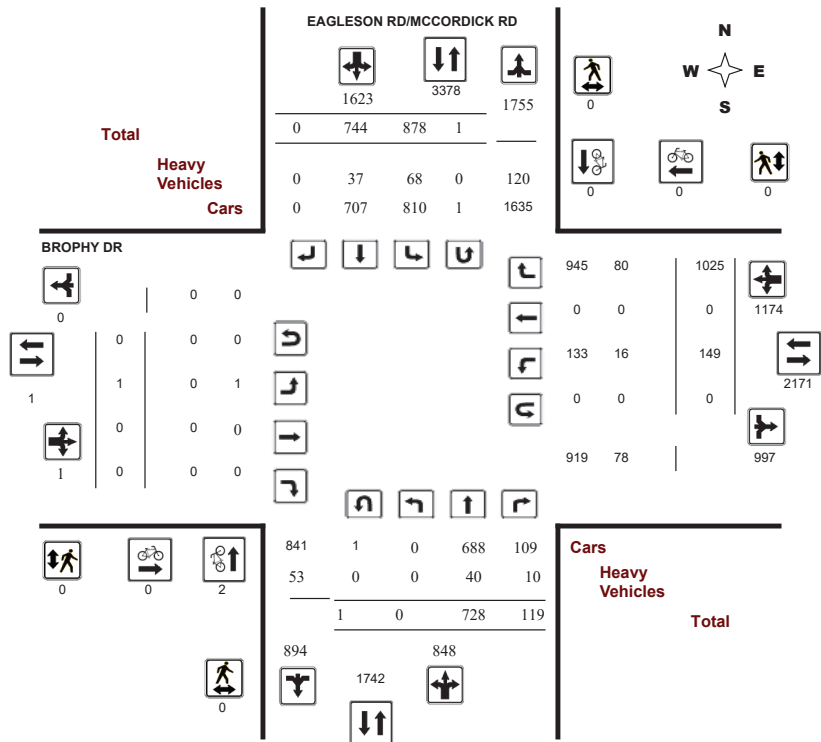 EAGLESON RD/MCCORDICK RD
N
W E
S
1623 3378 1755
0
Total 0 744 878 1
Heavy
Vehicles 0 37 68 0 120
Cars 0 707 810 1 1635
0 0 0
BROPHY DR
0 0 0
945 80 1025
1174
0 0 0 0 0 0
133 16 149
1 1 0 1
2171
0 0 0 0 0 0
1 0 0 0
919 78 997
841 1 0 688 109 Cars
53 0 0 40 10 Heavy
Vehicles
0 0 2
1 0 728 119 Total
894 1742 848
0